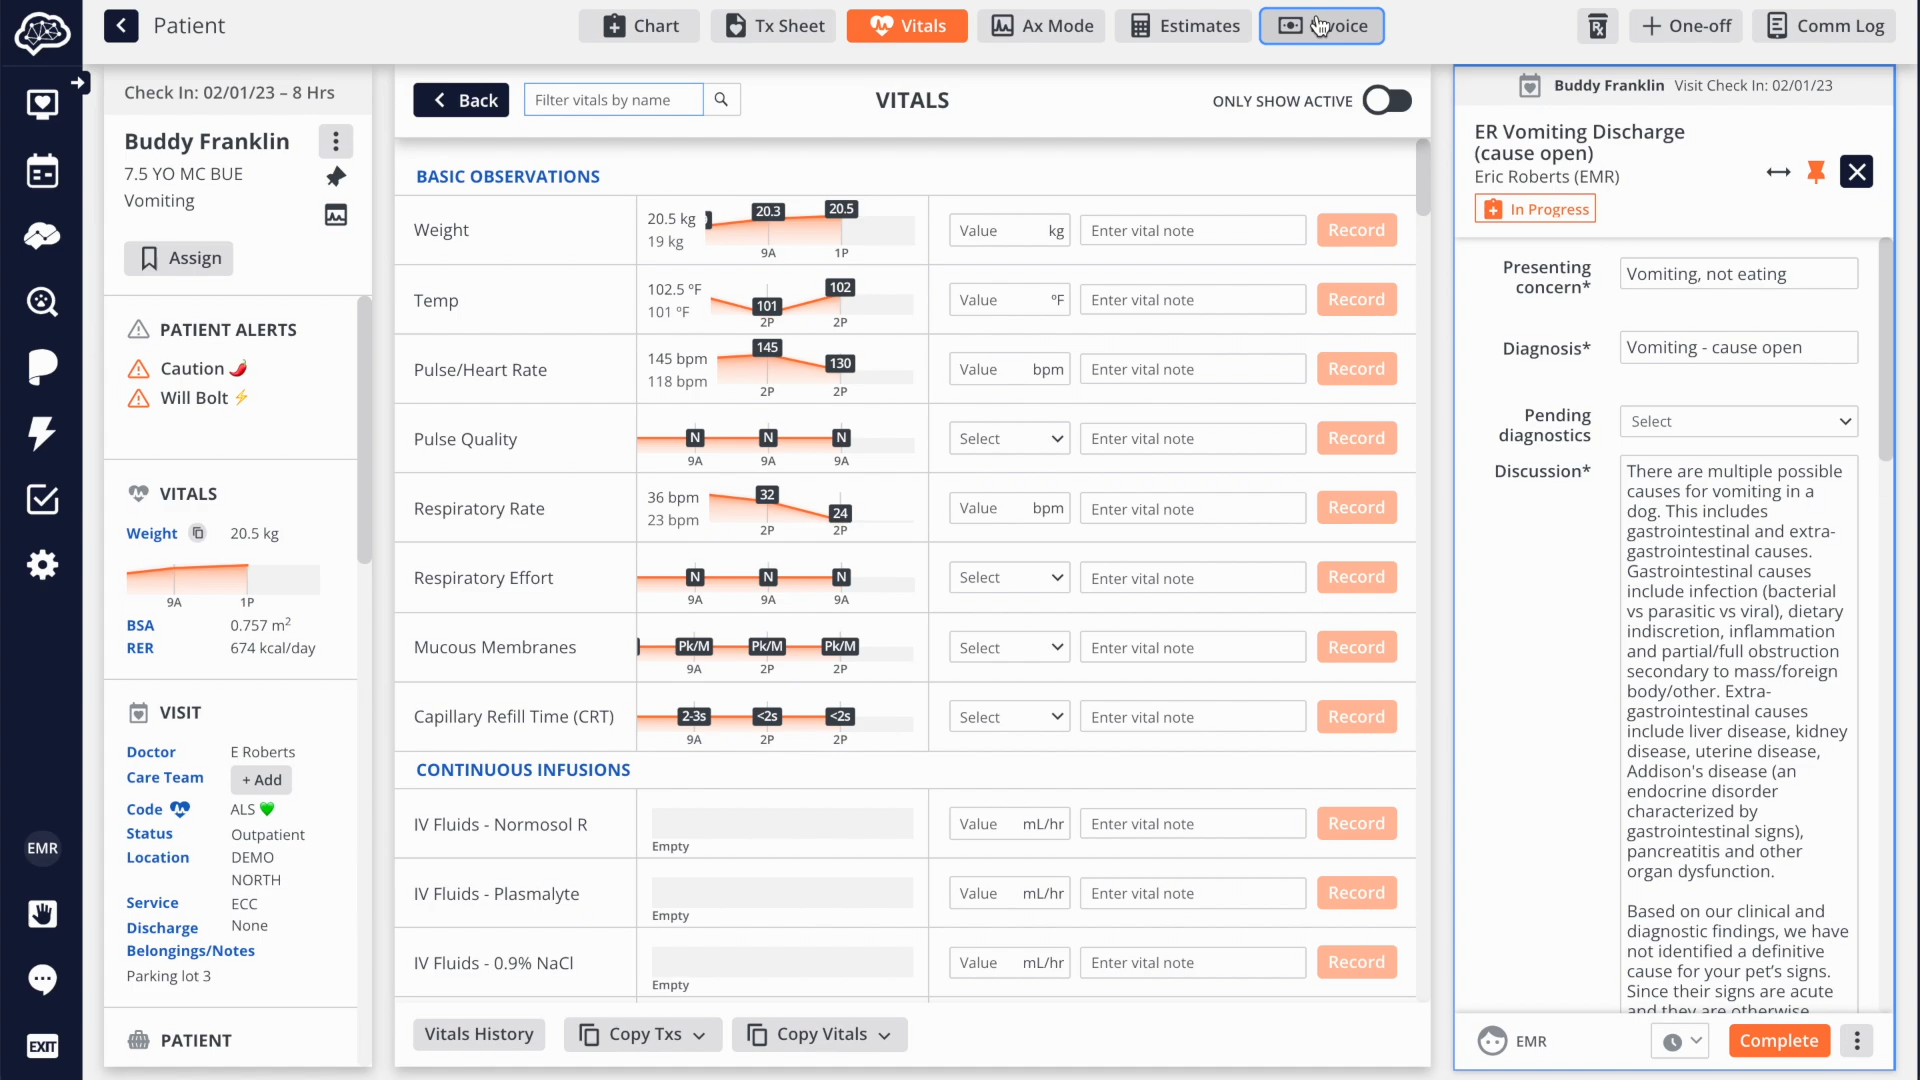 Patient
Chart
Tx Sheet
Vitals
Ax Mode
Estimates
voice
One-off
Comm Log
Check In: 02/01/23 – 8 Hrs
Buddy Franklin
7.5 YO MC BUE
Vomiting
Assign
PATIENT ALERTS
Caution 🌶️
Will Bolt ⚡
VITALS
Weight 20.5 kg
9A 1P
BSA 0.757 m²
RER 674 kcal/day
VISIT
Doctor E Roberts
Care Team + Add
Code ALS 💚
Status Outpatient
Location DEMO
NORTH
Service ECC
Discharge None
Belongings/Notes
Parking lot 3
PATIENT
EMR
EXIT
Back
Filter vitals by name
VITALS
ONLY SHOW ACTIVE
BASIC OBSERVATIONS
Weight 20.5 kg 19 kg 20.3 20.5 9A 1P Value kg Enter vital note Record
Temp 102.5 ºF 101 ºF 101 102 2P 2P Value ºF Enter vital note Record
Pulse/Heart Rate 145 bpm 118 bpm 145 130 2P 2P Value bpm Enter vital note Record
Pulse Quality N N N 9A 9A 9A Select Enter vital note Record
Respiratory Rate 36 bpm 23 bpm 32 24 2P 2P Value bpm Enter vital note Record
Respiratory Effort N N N 9A 9A 9A Select Enter vital note Record
Mucous Membranes Pk/M Pk/M Pk/M 9A 2P 2P Select Enter vital note Record
Capillary Refill Time (CRT) 2-3s <2s <2s 9A 2P 2P Select Enter vital note Record
CONTINUOUS INFUSIONS
IV Fluids - Normosol R Empty Value mL/hr Enter vital note Record
IV Fluids - Plasmalyte Empty Value mL/hr Enter vital note Record
IV Fluids - 0.9% NaCl Empty Value mL/hr Enter vital note Record
Vitals History
Copy Txs
Copy Vitals
Buddy Franklin Visit Check In: 02/01/23
ER Vomiting Discharge
(cause open)
Eric Roberts (EMR)
In Progress
Presenting
concern*
Vomiting, not eating
Diagnosis*
Vomiting - cause open
Pending
diagnostics
Select
Discussion*
There are multiple possible
causes for vomiting in a
dog. This includes
gastrointestinal and extra-
gastrointestinal causes.
Gastrointestinal causes
include infection (bacterial
vs parasitic vs viral), dietary
indiscretion, inflammation
and partial/full obstruction
secondary to mass/foreign
body/other. Extra-
gastrointestinal causes
include liver disease, kidney
disease, uterine disease,
Addison's disease (an
endocrine disorder
characterized by
gastrointestinal signs),
pancreatitis and other
organ dysfunction.
Based on our clinical and
diagnostic findings, we have
not identified a definitive
cause for your pet’s signs.
Since their signs are acute
and they are otherwise
EMR
Complete